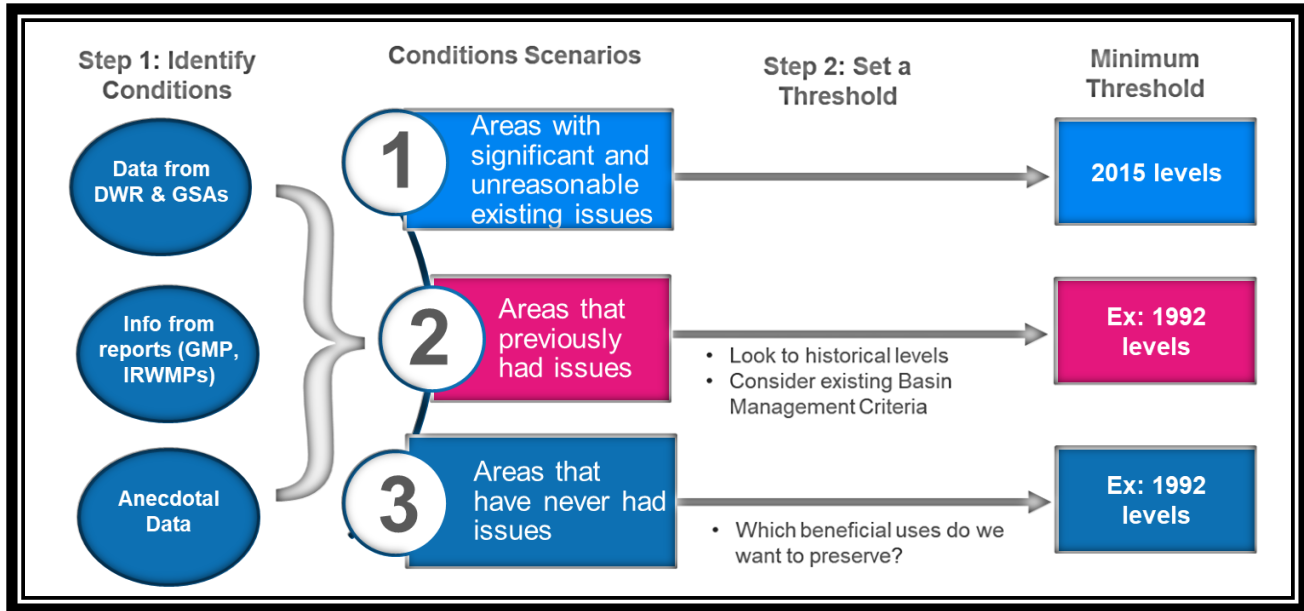 Step 1: Identify
Conditions
Data from
DWR & GSAs
Info from
reports (GMP,
IRWMPs)
Anecdotal
Data
Conditions Scenarios
1
Areas with
significant and
unreasonable
existing issues
2
Areas that
previously
had issues
3
Areas that
have never had
issues
Step 2: Set a
Threshold
• Look to historical levels
• Consider existing Basin
Management Criteria
• Which beneficial uses do we
want to preserve?
Minimum
Threshold
2015 levels
Ex: 1992
levels
Ex: 1992
levels